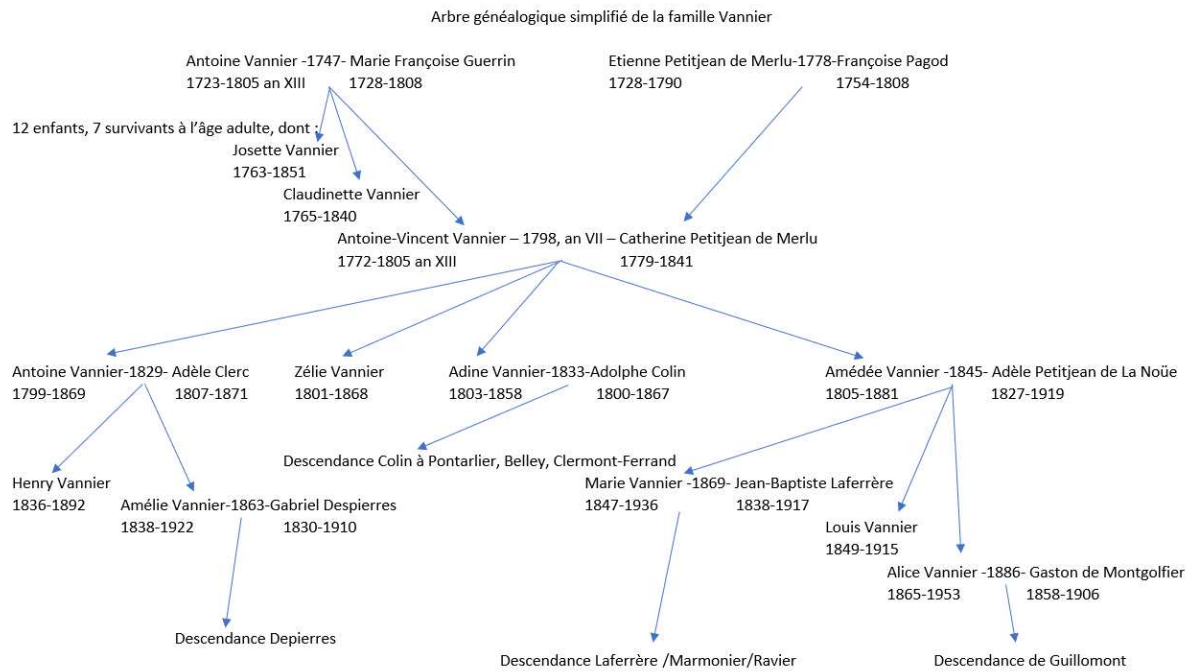 Arbre généalogique simplifié de la famille Vannier
Antoine Vannier -1747- Marie Françoise Guerrin
1723-1805 an XIII 1728-1808
Etienne Petitjean de Merlu-1778-Françoise Pagod
1728-1790 1754-1808
12 enfants, 7 survivants à l'âge adulte, dont :
Josette Vannier
1763-1851
Claudinette Vannier
1765-1840
Antoine-Vincent Vannier – 1798, an VII – Catherine Petitjean de Merlu
1772-1805 an XIII 1779-1841
Antoine Vannier-1829- Adèle Clerc
1799-1869 1807-1871
Zélie Vannier
1801-1868
Adine Vannier-1833-Adolphe Colin
1803-1858 1800-1867
Amédée Vannier -1845- Adèle Petitjean de La Noüe
1805-1881 1827-1919
Descendance Colin à Pontarlier, Belley, Clermont-Ferrand
Henry Vannier
1836-1892
Amélie Vannier-1863-Gabriel Despierres
1838-1922 1830-1910
Marie Vannier -1869- Jean-Baptiste Laferrère
1847-1936 1838-1917
Louis Vannier
1849-1915
Alice Vannier -1886- Gaston de Montgolfier
1865-1953 1858-1906
Descendance Depierres
Descendance Laferrère /Marmonier/Ravier
Descendance de Guillomont